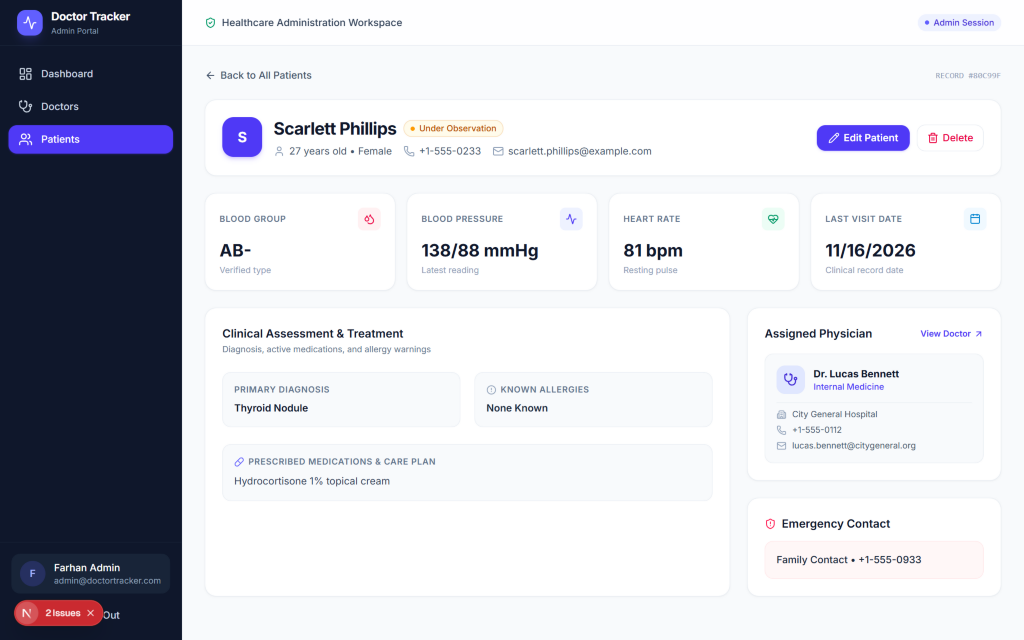 Doctor Tracker
Admin Portal
Dashboard
Doctors
Patients
Farhan Admin
F
admin@doctortracker.com
N
2 Issues
Out
Healthcare Administration Workspace
Admin Session
Back to All Patients
RECORD #80C99F
S
Scarlett Phillips
Under Observation
27 years old • Female
+1-555-0233
scarlett.phillips@example.com
Edit Patient
Delete
BLOOD GROUP
AB-
Verified type
BLOOD PRESSURE
138/88 mmHg
Latest reading
HEART RATE
81 bpm
Resting pulse
LAST VISIT DATE
11/16/2026
Clinical record date
Clinical Assessment & Treatment
Diagnosis, active medications, and allergy warnings
PRIMARY DIAGNOSIS
Thyroid Nodule
KNOWN ALLERGIES
None Known
PRESCRIBED MEDICATIONS & CARE PLAN
Hydrocortisone 1% topical cream
Assigned Physician
View Doctor
Dr. Lucas Bennett
Internal Medicine
City General Hospital
+1-555-0112
lucas.bennett@citygeneral.org
Emergency Contact
Family Contact • +1-555-0933